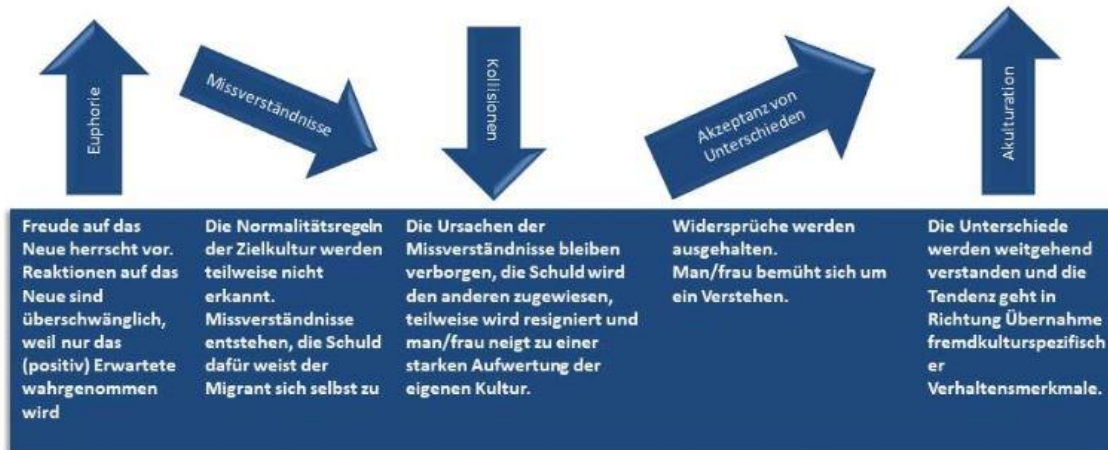 Euphorie
Missverständnisse
Kollisionen
Akzeptanz von
Unterschieden
Akulturation
Freude auf das
Neue herrscht vor.
Reaktionen auf das
Neue sind
überschwänglich,
weil nur das
(positiv) Erwartete
wahrgenommen
wird
Die Normalitätsregeln
der Zielkultur werden
teilweise nicht
erkannt.
Missverständnisse
entstehen, die Schuld
dafür weist der
Migrant sich selbst zu
Die Ursachen der
Missverständnisse bleiben
verborgen, die Schuld wird
den anderen zugewiesen,
teilweise wird resigniert und
man/frau neigt zu einer
starken Aufwertung der
eigenen Kultur.
Widersprüche werden
ausgehalten.
Man/frau bemüht sich um
ein Verstehen.
Die Unterschiede
werden weitgehend
verstanden und die
Tendenz geht in
Richtung Übernahme
fremdkulturspezifisch
er
Verhaltensmerkmale.